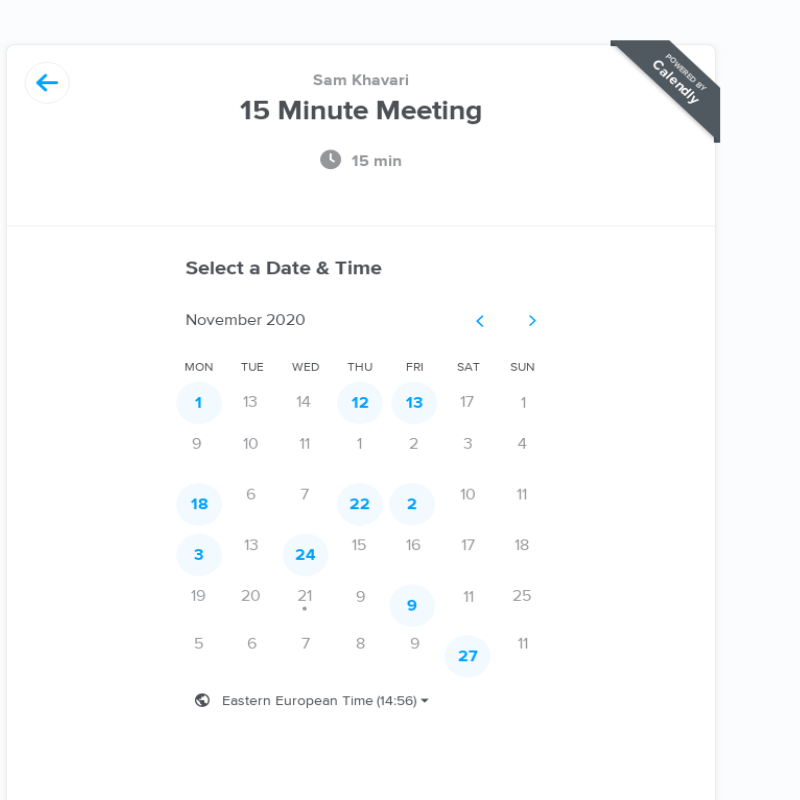 POWERED BY
Calendly
Sam Khavari
15 Minute Meeting
15 min
Select a Date & Time
November 2020
MON TUE WED THU FRI SAT SUN
1 13 14 12 13 17 1
9 10 11 1 2 3 4
18 6 7 22 2 10 11
3 13 24 15 16 17 18
19 20 21 9 9 11 25
5 6 7 8 9 27 11
Eastern European Time (14:56)